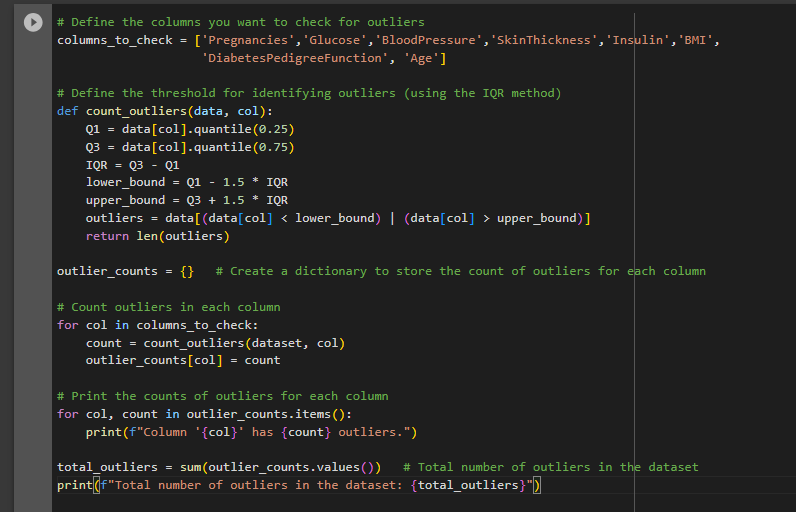 # Define the columns you want to check for outliers
columns_to_check = ['Pregnancies','Glucose','BloodPressure','SkinThickness','Insulin','BMI',
                    'DiabetesPedigreeFunction', 'Age']

# Define the threshold for identifying outliers (using the IQR method)
def count_outliers(data, col):
    Q1 = data[col].quantile(0.25)
    Q3 = data[col].quantile(0.75)
    IQR = Q3 - Q1
    lower_bound = Q1 - 1.5 * IQR
    upper_bound = Q3 + 1.5 * IQR
    outliers = data[(data[col] < lower_bound) | (data[col] > upper_bound)]
    return len(outliers)

outlier_counts = {}   # Create a dictionary to store the count of outliers for each column

# Count outliers in each column
for col in columns_to_check:
    count = count_outliers(dataset, col)
    outlier_counts[col] = count

# Print the counts of outliers for each column
for col, count in outlier_counts.items():
    print(f"Column '{col}' has {count} outliers.")

total_outliers = sum(outlier_counts.values())   # Total number of outliers in the dataset
print(f"Total number of outliers in the dataset: {total_outliers}")